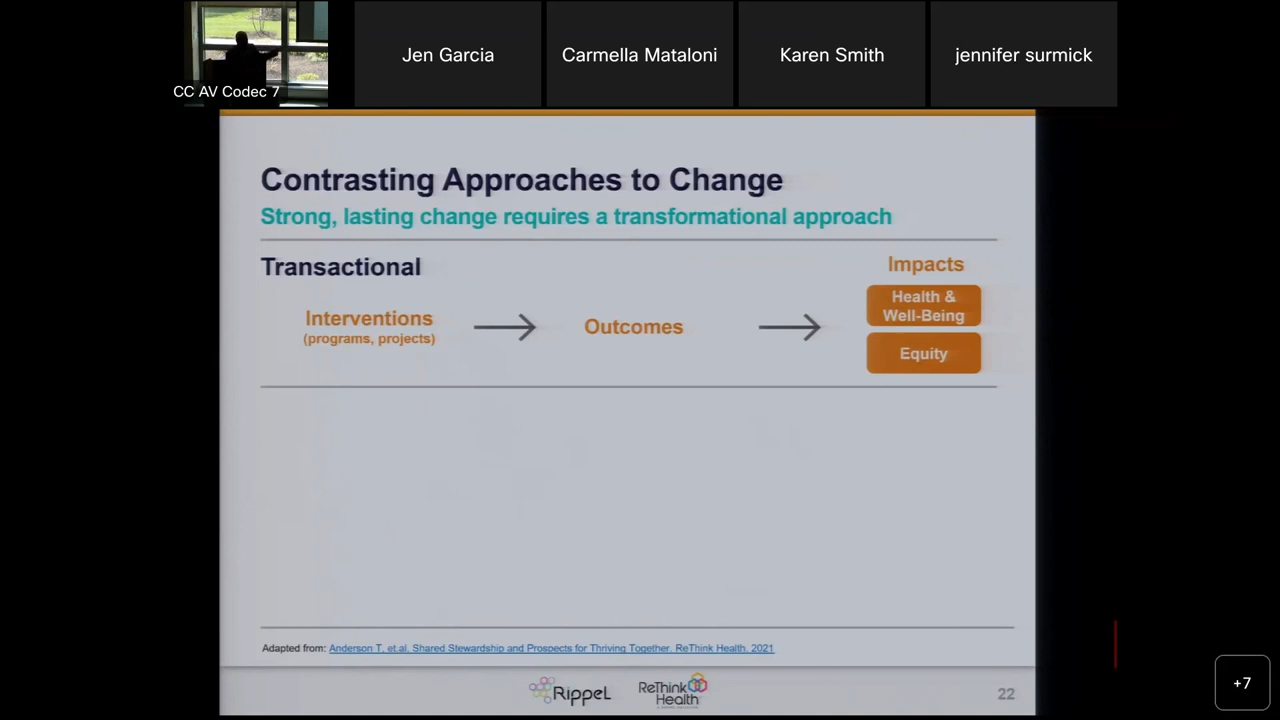 CC AV Codec 7
Jen Garcia
Carmella Mataloni
Karen Smith
jennifer surmick
Contrasting Approaches to Change
Strong, lasting change requires a transformational approach
Transactional
Impacts
Interventions
(programs, projects)
Outcomes
Health &
Well-Being
Equity
Adapted from: Anderson T, et.al. Shared Stewardship and Prospects for Thriving Together. ReThink Health. 2021
Rippel
ReThink
Health
22
+7